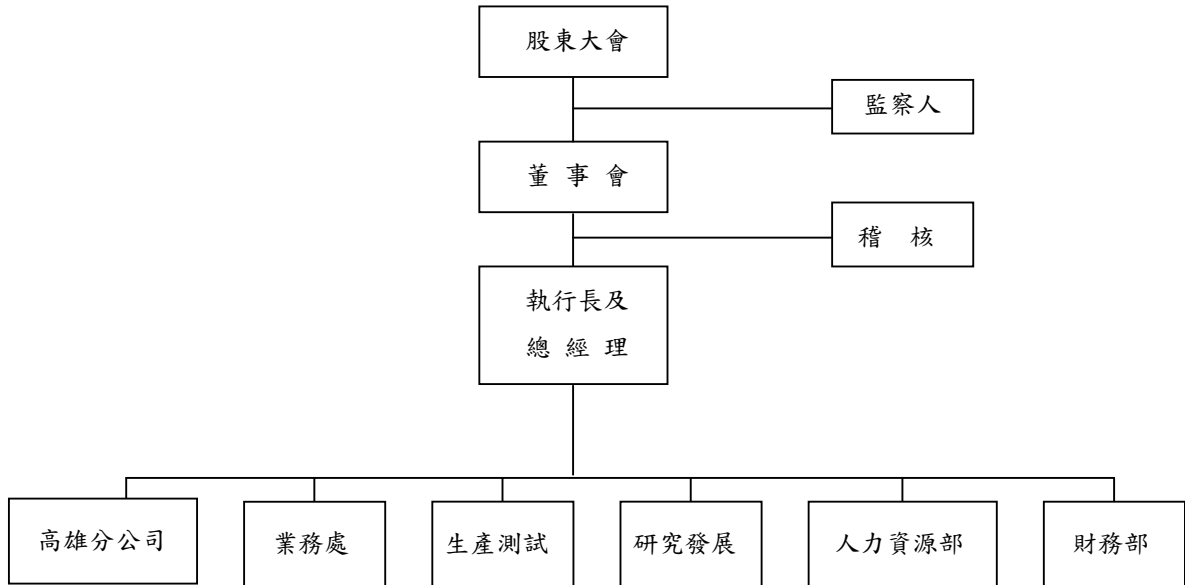 股東大會
監察人
董 事 會
稽 核
執行長及
總 經 理
高雄分公司
業務處
生產測試
研究發展
人力資源部
財務部